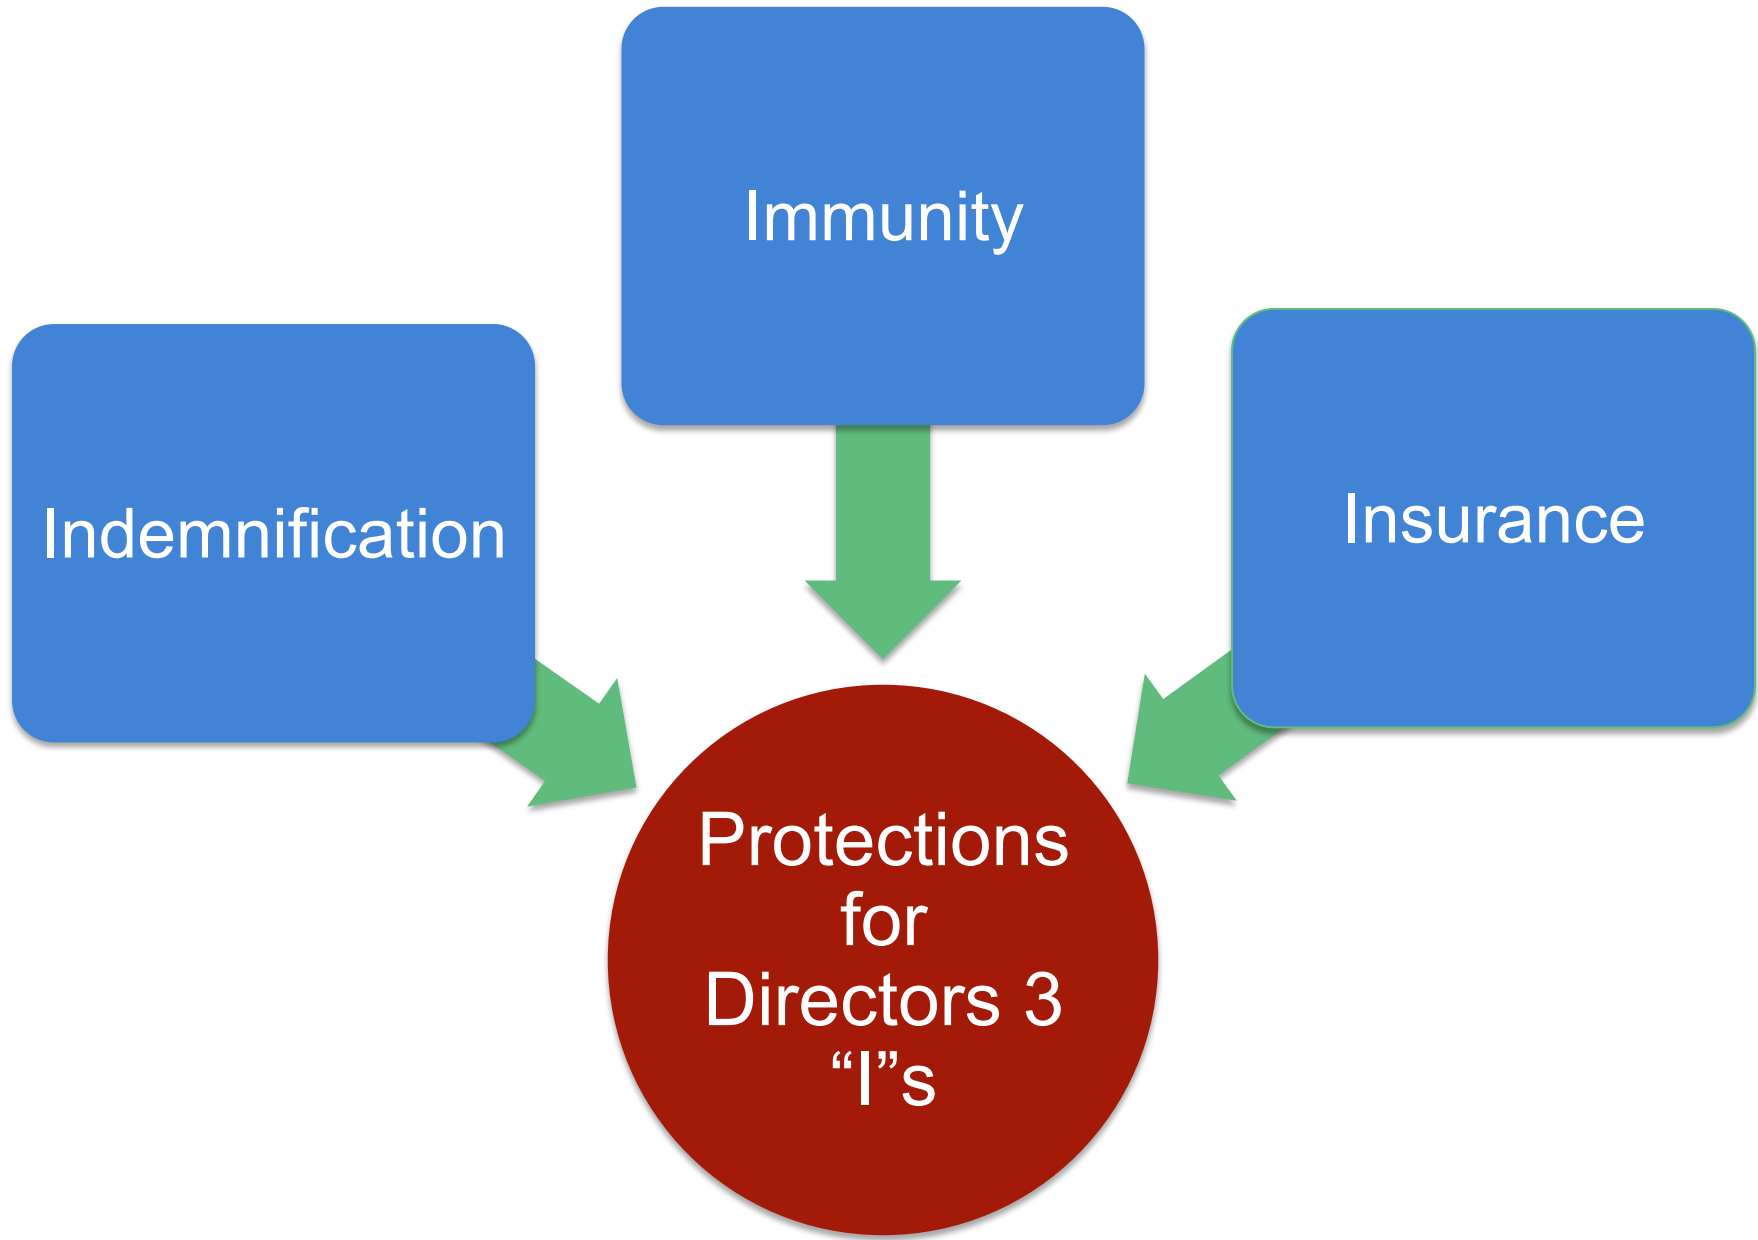 Immunity
Indemnification
Insurance
Protections
for
Directors 3
“I”s